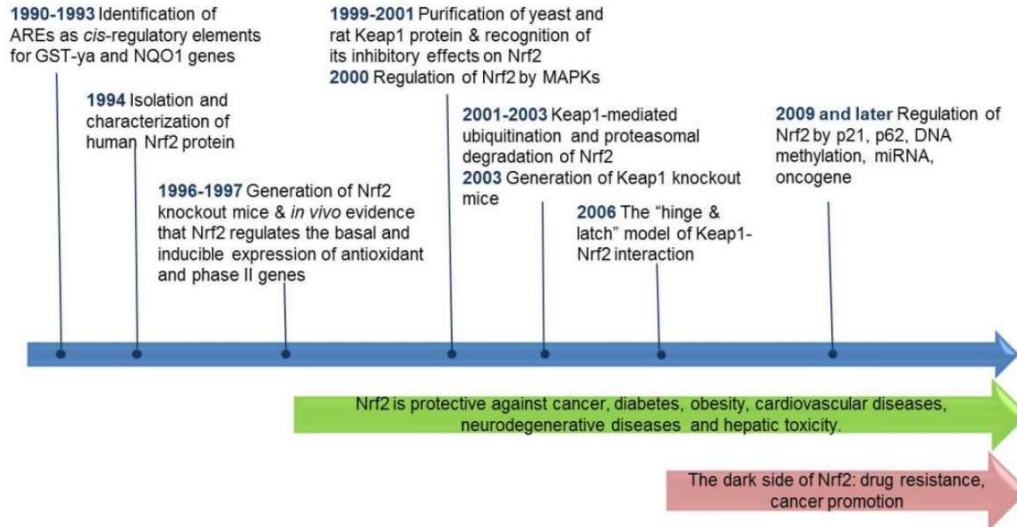 1990-1993 Identification of
AREs as cis-regulatory elements
for GST-ya and NQO1 genes
1994 Isolation and
characterization of
human Nrf2 protein
1996-1997 Generation of Nrf2
knockout mice & in vivo evidence
that Nrf2 regulates the basal and
inducible expression of antioxidant
and phase II genes
1999-2001 Purification of yeast and
rat Keap1 protein & recognition of
its inhibitory effects on Nrf2
2000 Regulation of Nrf2 by MAPKs
2001-2003 Keap1-mediated
ubiquitination and proteasomal
degradation of Nrf2
2003 Generation of Keap1 knockout
mice
2006 The “hinge &
latch” model of Keap1-
Nrf2 interaction
2009 and later Regulation of
Nrf2 by p21, p62, DNA
methylation, miRNA,
oncogene
Nrf2 is protective against cancer, diabetes, obesity, cardiovascular diseases,
neurodegenerative diseases and hepatic toxicity.
The dark side of Nrf2: drug resistance,
cancer promotion